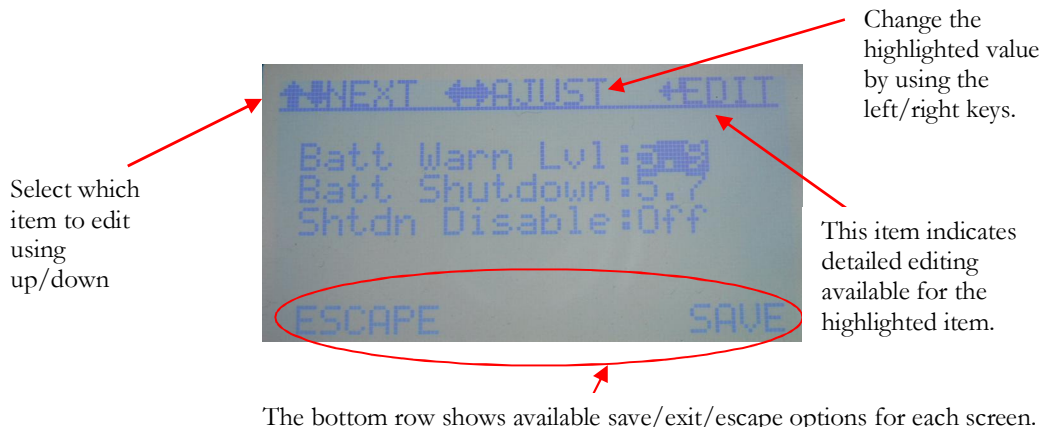 Change the
highlighted value
by using the
left/right keys.
NEXT AJUST EDIT
Batt Warn Lvl:
Batt Shutdown:5.7
Shtdn Disable:Off
Select which
item to edit
using
up/down
This item indicates
detailed editing
available for the
highlighted item.
ESCAPE SAVE
The bottom row shows available save/exit/escape options for each screen.